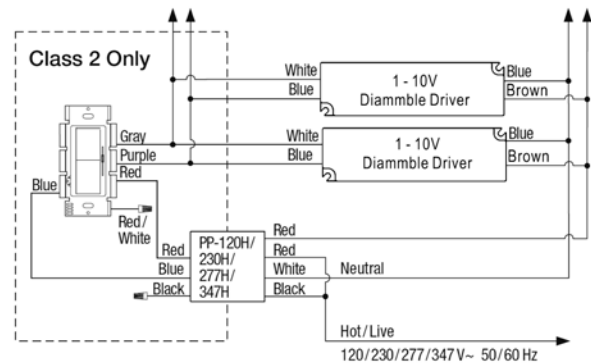 Class 2 Only
White
Blue
1 - 10V
Diammble Driver
Blue
Brown
Gray
Purple
Red
White
Blue
1 - 10V
Diammble Driver
Blue
Brown
Blue
Red/
White
Red
Blue
Black
PP-120H/
230H/
277H/
347H
Red
Red
White
Neutral
Black
Hot/Live
120/230/277/347 V~ 50/60 Hz